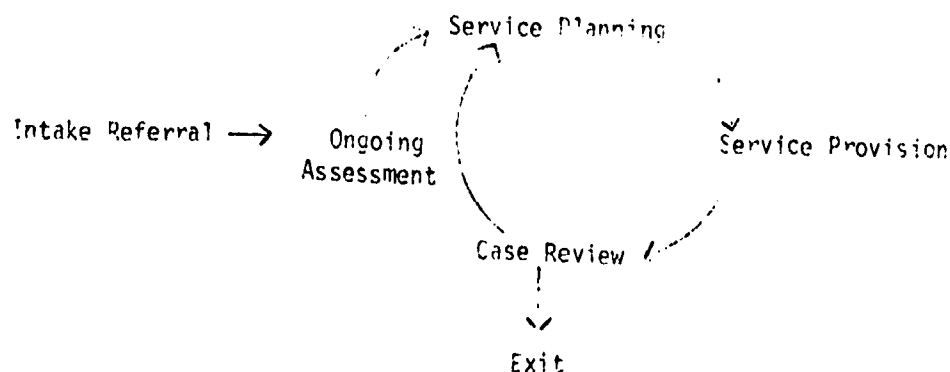 Service Planning
Intake Referral
Ongoing
Assessment
Service Provision
Case Review
Exit